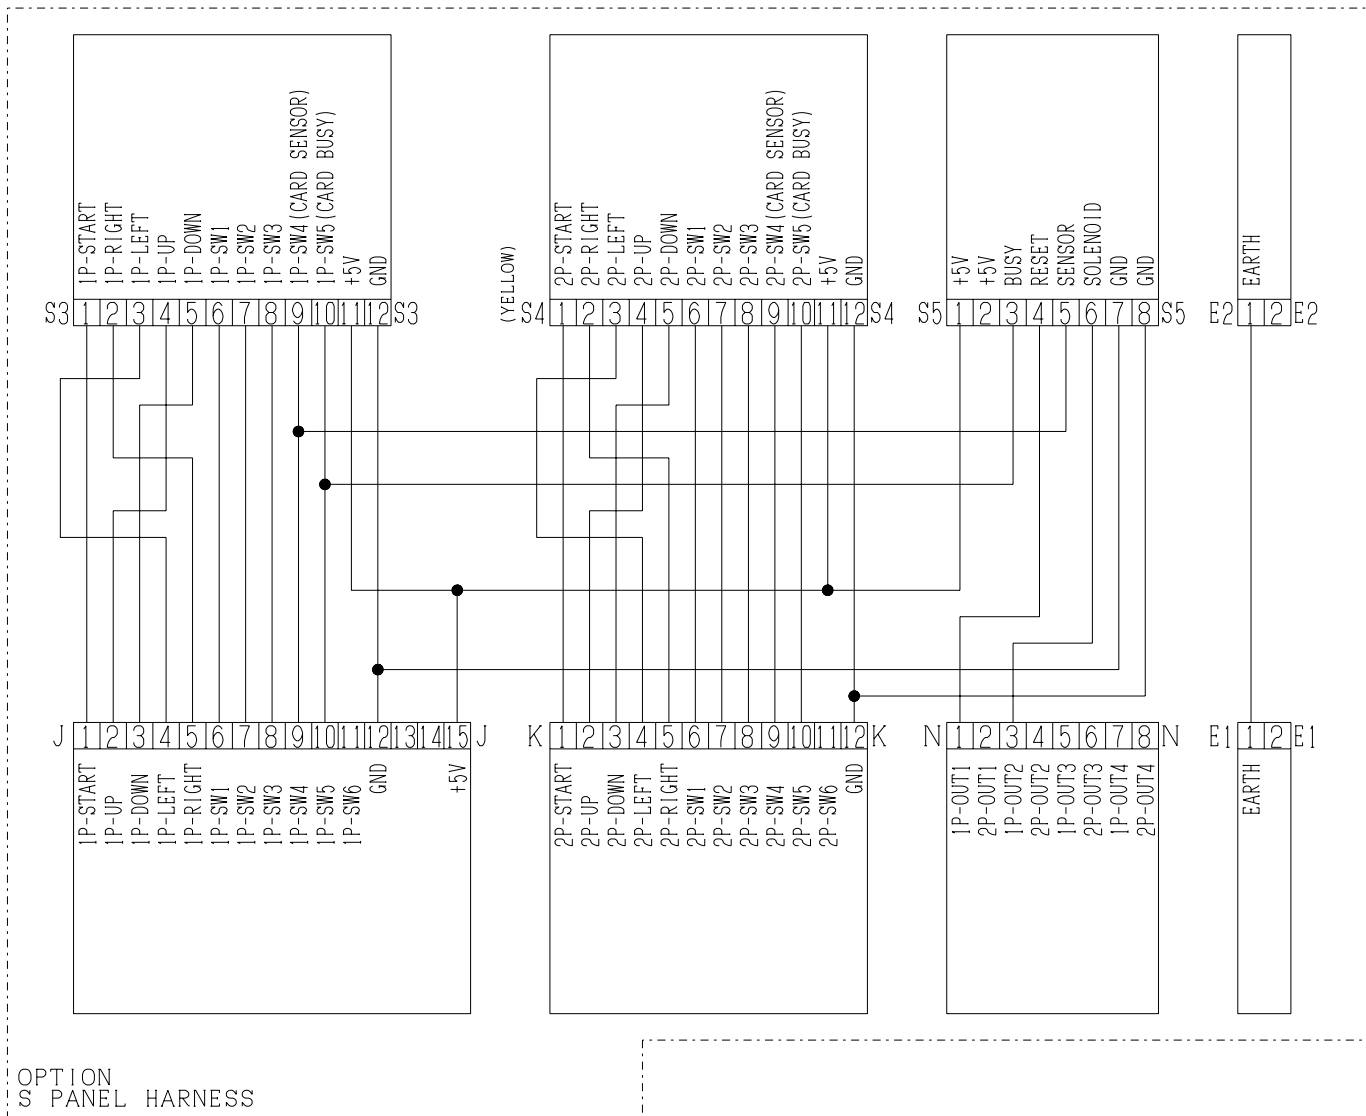 1P-START
1P-RIGHT
1P-LEFT
1P-UP
1P-DOWN
1P-SW1
1P-SW2
1P-SW3
1P-SW4(CARD SENSOR)
1P-SW5(CARD BUSY)
+5V
GND
S3 1 2 3 4 5 6 7 8 9 10 11 12 S3
2P-START
2P-RIGHT
2P-LEFT
2P-UP
2P-DOWN
2P-SW1
2P-SW2
2P-SW3
2P-SW4(CARD SENSOR)
2P-SW5(CARD BUSY)
+5V
GND
(YELLOW)
S4 1 2 3 4 5 6 7 8 9 10 11 12 S4
+5V
+5V
BUSY
RESET
SENSOR
SOLENOID
GND
GND
S5 1 2 3 4 5 6 7 8 S5
EARTH
E2 1 2 E2
J 1 2 3 4 5 6 7 8 9 10 11 12 13 14 15 J
1P-START
1P-UP
1P-DOWN
1P-LEFT
1P-RIGHT
1P-SW1
1P-SW2
1P-SW3
1P-SW4
1P-SW5
1P-SW6
GND
+5V
K 1 2 3 4 5 6 7 8 9 10 11 12 K
2P-START
2P-UP
2P-DOWN
2P-LEFT
2P-RIGHT
2P-SW1
2P-SW2
2P-SW3
2P-SW4
2P-SW5
2P-SW6
GND
N 1 2 3 4 5 6 7 8 N
1P-OUT1
2P-OUT1
1P-OUT2
2P-OUT2
1P-OUT3
2P-OUT3
1P-OUT4
2P-OUT4
E1 1 2 E1
EARTH
OPTION
S PANEL HARNESS